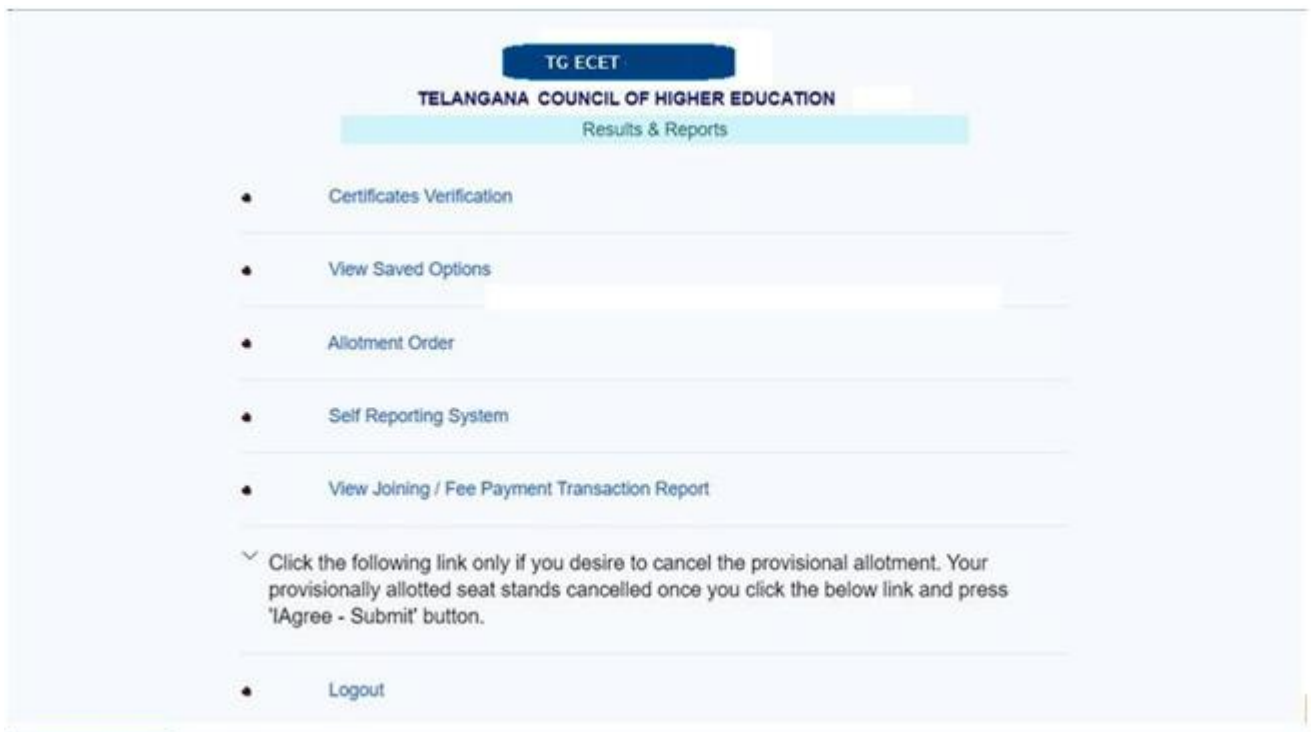 TG ECET
TELANGANA COUNCIL OF HIGHER EDUCATION
Results & Reports
Certificates Verification
View Saved Options
Allotment Order
Self Reporting System
View Joining / Fee Payment Transaction Report
Click the following link only if you desire to cancel the provisional allotment. Your
provisionally allotted seat stands cancelled once you click the below link and press
'IAgree - Submit' button.
Logout